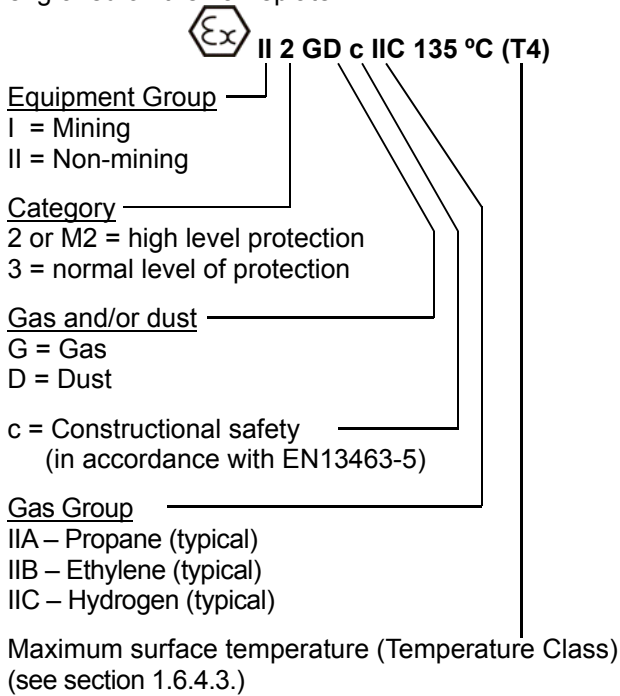 Ex II 2 GD c IIC 135 ºC (T4)
Equipment Group
I = Mining
II = Non-mining
Category
2 or M2 = high level protection
3 = normal level of protection
Gas and/or dust
G = Gas
D = Dust
c = Constructional safety
(in accordance with EN13463-5)
Gas Group
IIA – Propane (typical)
IIB – Ethylene (typical)
IIC – Hydrogen (typical)
Maximum surface temperature (Temperature Class)
(see section 1.6.4.3.)